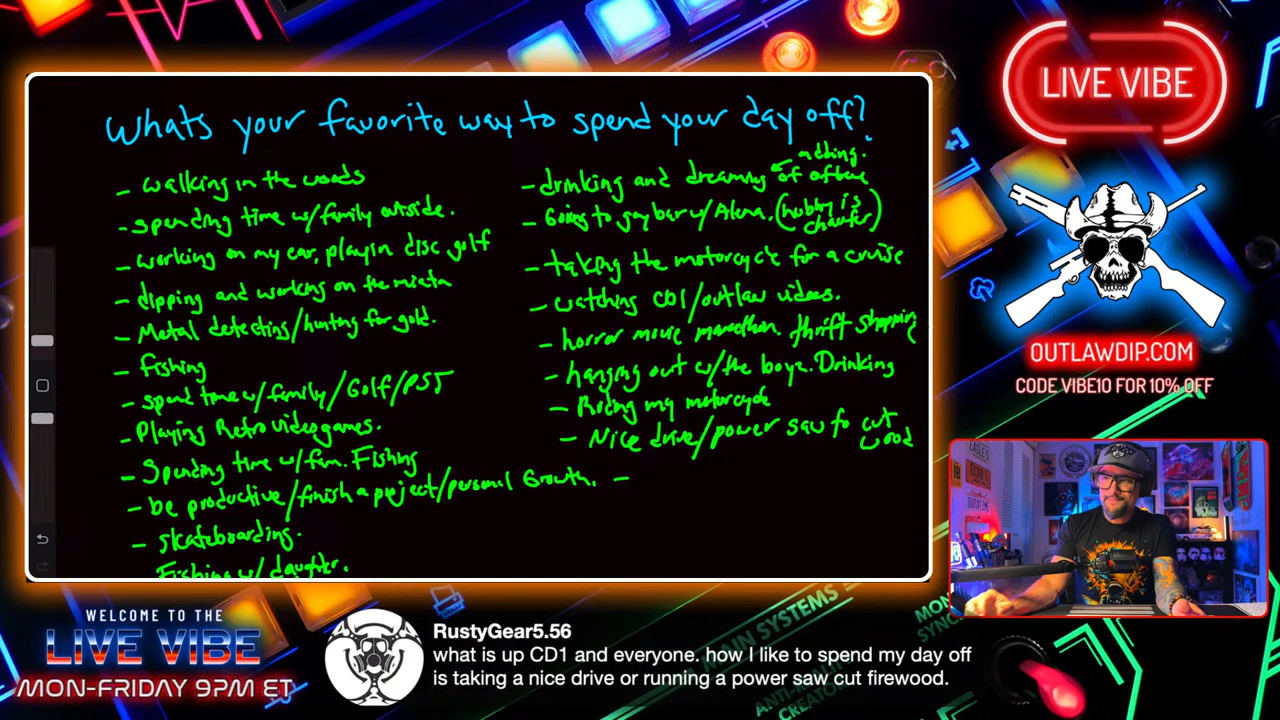 Whats your favorite way to spend your day off?
- walking in the woods
- spending time w/family outside.
- working on my car, playin disc golf
- dipping and working on the miata
- Metal detecting/hunting for gold.
- fishing
- spend time w/family/Golf/PS5
- Playing Retro videogames.
- Spending time w/fam. Fishing
- be productive/finish a project/personal Growth.
- skateboarding.
Fishing w/ daughter.
adding.
- drinking and dreaming of
- Going to gay bar w/Alena. (hubby is
- taking the motorcycle for a cruise
- watching CD1/outlaw videos.
- horror movie marathon. thrift shopping
- hanging out w/the boyz. Drinking
- Riding my motorcycle
- Nice drive/power saw to cut
wood
-
LIVE VIBE
OUTLAWDIP.COM
CODE VIBE10 FOR 10% OFF
WELCOME TO THE
LIVE VIBE
MON-FRIDAY 9PM ET
RustyGear5.56
what is up CD1 and everyone. how I like to spend my day off
is taking a nice drive or running a power saw cut firewood.